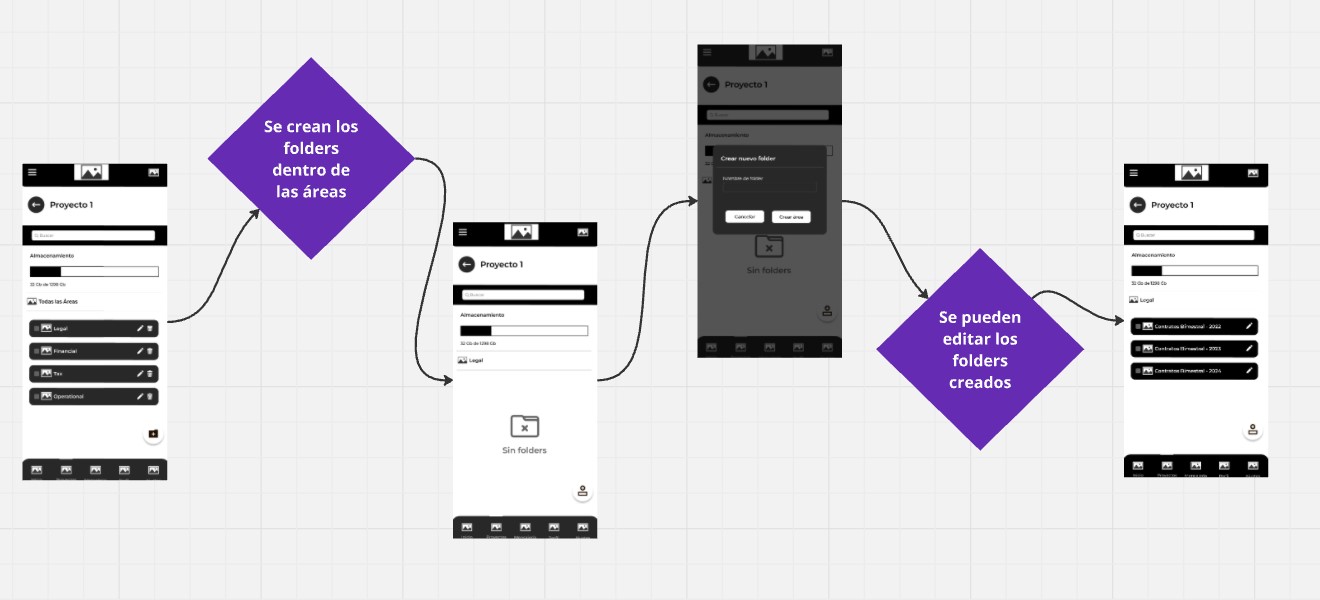 Proyecto 1
Buscar
Almacenamiento
32 Gb de 1288 Gb
Todas las Áreas
Legal
Financial
Tax
Operational
Se crean los
folders
dentro de
las áreas
Proyecto 1
Buscar
Almacenamiento
32 Gb de 1288 Gb
Legal
Sin folders
Proyecto 1
Buscar
Almacenamiento
Crear nuevo folder
Nombre de folder
Cancelar
Crear área
Sin folders
Se pueden
editar los
folders
creados
Proyecto 1
Buscar
Almacenamiento
32 Gb de 1288 Gb
Legal
Contratos Bimestral - 2022
Contratos Bimestral - 2023
Contratos Bimestral - 2024